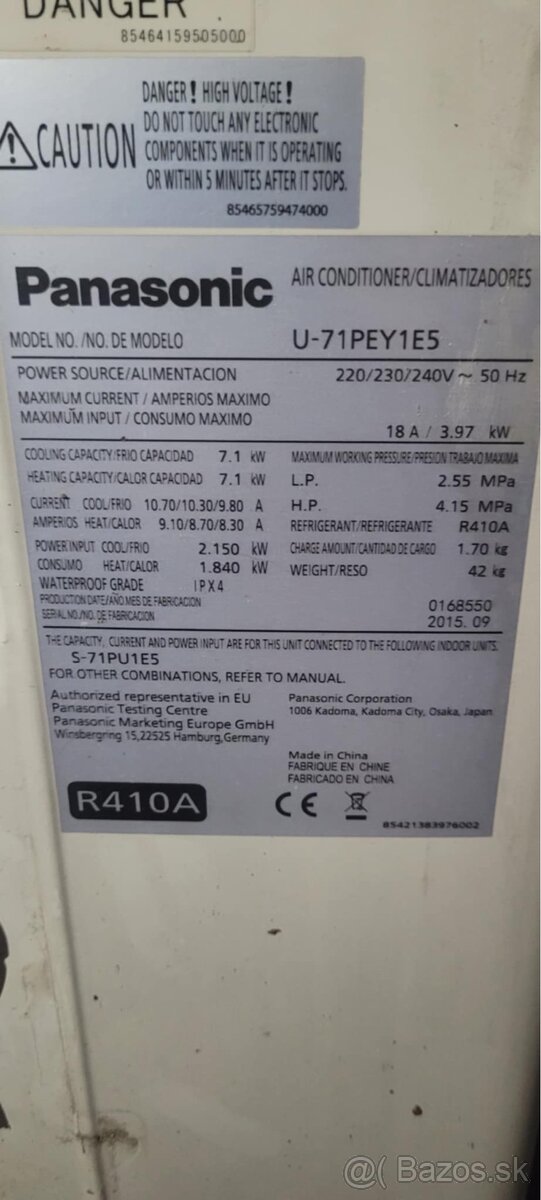 DANGER
85464159505000
CAUTION
DANGER! HIGH VOLTAGE!
DO NOT TOUCH ANY ELECTRONIC
COMPONENTS WHEN IT IS OPERATING
OR WITHIN 5 MINUTES AFTER IT STOPS.
85465759474000
Panasonic AIR CONDITIONER/CLIMATIZADORES
MODEL NO. /NO. DE MODELO U-71PEY1E5
POWER SOURCE/ALIMENTACION 220/230/240V ~ 50 Hz
MAXIMUM CURRENT / AMPERIOS MAXIMO
MAXIMUM INPUT / CONSUMO MAXIMO 18 A / 3.97 kW
COOLING CAPACITY/FRIO CAPACIDAD 7.1 kW
HEATING CAPACITY/CALOR CAPACIDAD 7.1 kW
CURRENT COOL/FRIO 10.70/10.30/9.80 A
AMPERIOS HEAT/CALOR 9.10/8.70/8.30 A
POWER INPUT COOL/FRIO 2.150 kW
CONSUMO HEAT/CALOR 1.840 kW
WATERPROOF GRADE IPX4
MAXIMUM WORKING PRESSURE/PRESION TRABAJO MAXIMA
L.P. 2.55 MPa
H.P. 4.15 MPa
REFRIGERANT/REFRIGERANTE R410A
CHARGE AMOUNT/CANTIDAD DE CARGO 1.70 kg
WEIGHT/RESO 42 kg
PRODUCTION DATE/AÑO.MES DE FABRICACION 0168550
SERIAL NO./NO. DE FABRICACION 2015. 09
THE CAPACITY, CURRENT AND POWER INPUT ARE FOR THIS UNIT CONNECTED TO THE FOLLOWING INDOOR UNITS.
S-71PU1E5
FOR OTHER COMBINATIONS, REFER TO MANUAL.
Authorized representative in EU
Panasonic Testing Centre
Panasonic Marketing Europe GmbH
Winsbergring 15,22525 Hamburg,Germany
Panasonic Corporation
1006 Kadoma, Kadoma City, Osaka, Japan
Made in China
FABRIQUE EN CHINE
FABRICADO EN CHINA
R410A
CE
85421383976002
@ Bazos.sk